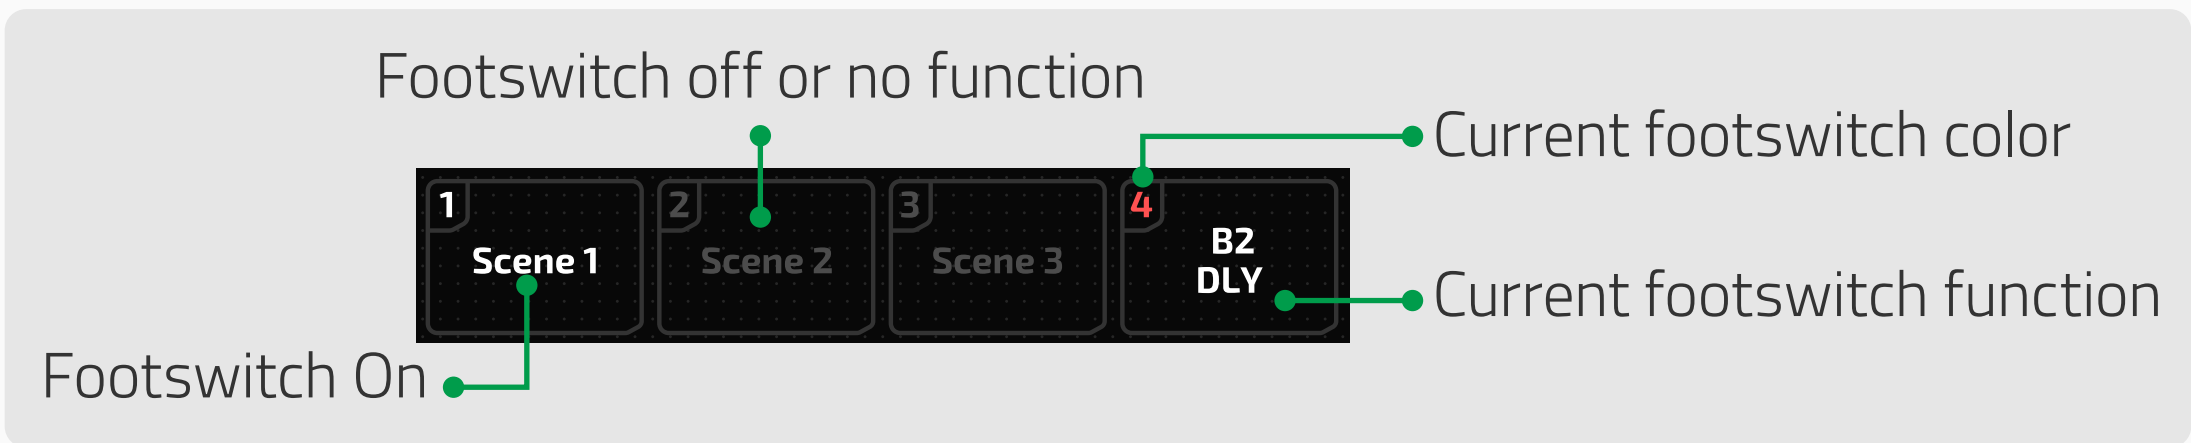 Footswitch off or no function
Current footswitch color
1
2
3
4
Scene 1
Scene 2
Scene 3
B2
DLY
Current footswitch function
Footswitch On